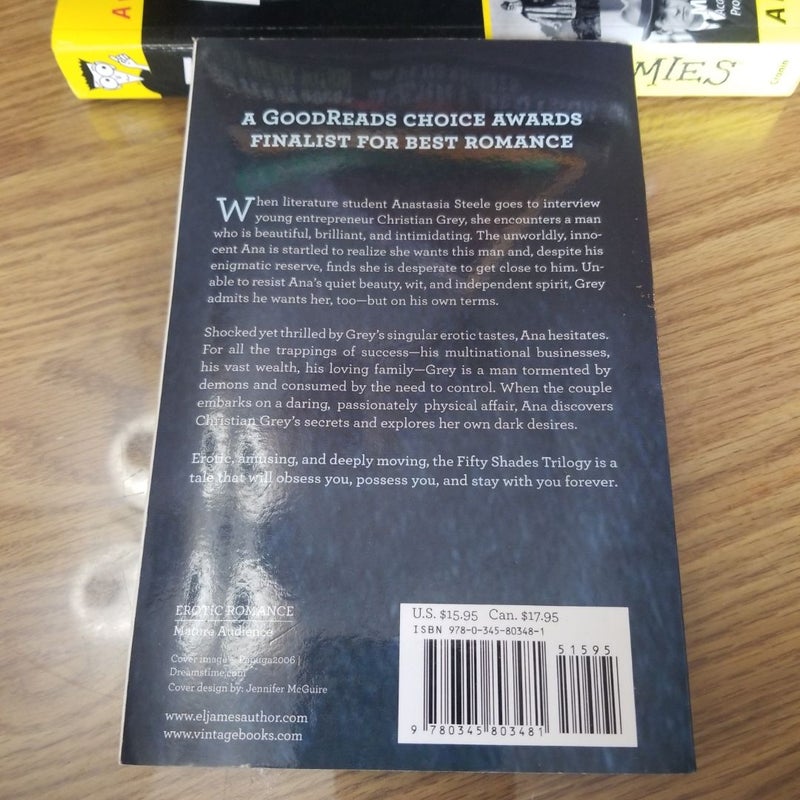 MIES
Cronin
A GOODREADS CHOICE AWARDS
FINALIST FOR BEST ROMANCE
When literature student Anastasia Steele goes to interview
young entrepreneur Christian Grey, she encounters a man
who is beautiful, brilliant, and intimidating. The unworldly, inno-
cent Ana is startled to realize she wants this man and, despite his
enigmatic reserve, finds she is desperate to get close to him. Un-
able to resist Ana's quiet beauty, wit, and independent spirit, Grey
admits he wants her, too—but on his own terms.
Shocked yet thrilled by Grey's singular erotic tastes, Ana hesitates.
For all the trappings of success—his multinational businesses,
his vast wealth, his loving family—Grey is a man tormented by
demons and consumed by the need to control. When the couple
embarks on a daring, passionately physical affair, Ana discovers
Christian Grey's secrets and explores her own dark desires.
Erotic, amusing, and deeply moving, the Fifty Shades Trilogy is a
tale that will obsess you, possess you, and stay with you forever.
EROTIC ROMANCE
Mature Audience
Cover image © Papuga2006 |
Dreamstime.com
Cover design by: Jennifer McGuire
www.eljamesauthor.com
www.vintagebooks.com
U.S. $15.95 Can. $17.95
ISBN 978-0-345-80348-1
51595
9 780345 803481